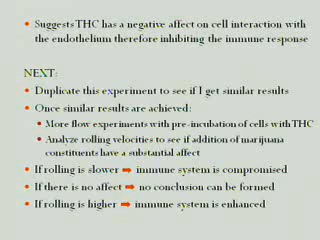 • Suggests THC has a negative affect on cell interaction with
the endothelium therefore inhibiting the immune response
NEXT:
• Duplicate this experiment to see if I get similar results
• Once similar results are achieved:
• More flow experiments with pre-incubation of cells with THC
• Analyze rolling velocities to see if addition of marijuana
constituents have a substantial affect
• If rolling is slower ➡ immune system is compromised
• If there is no affect ➡ no conclusion can be formed
• If rolling is higher ➡ immune system is enhanced